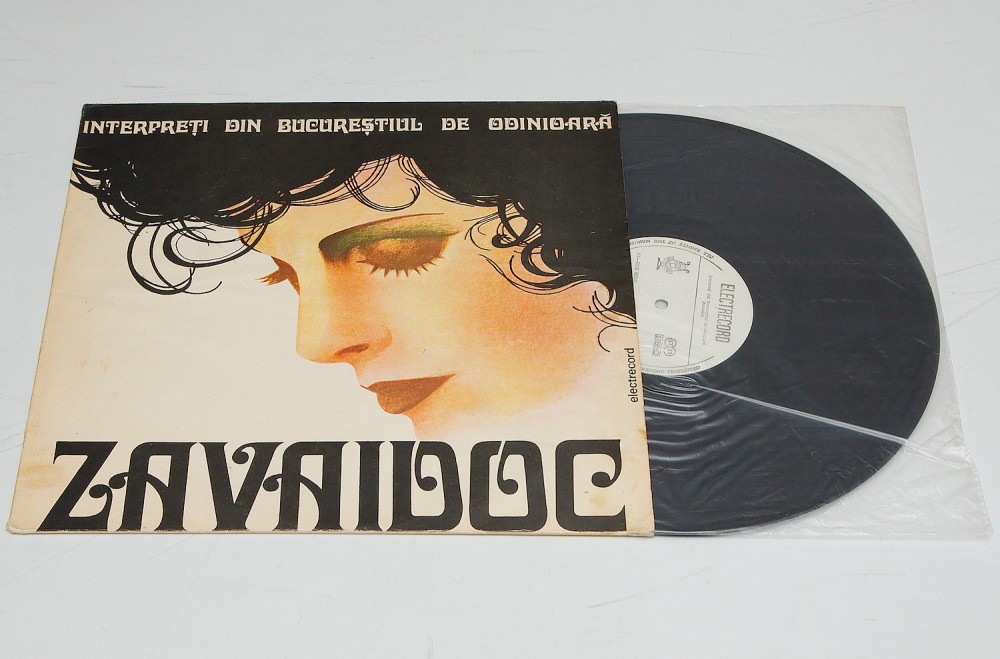 INTERPREȚI DIN BUCUREȘTIUL DE ODINIOARĂ
electrecord
ZAVAIDOC
ELECTRECORD